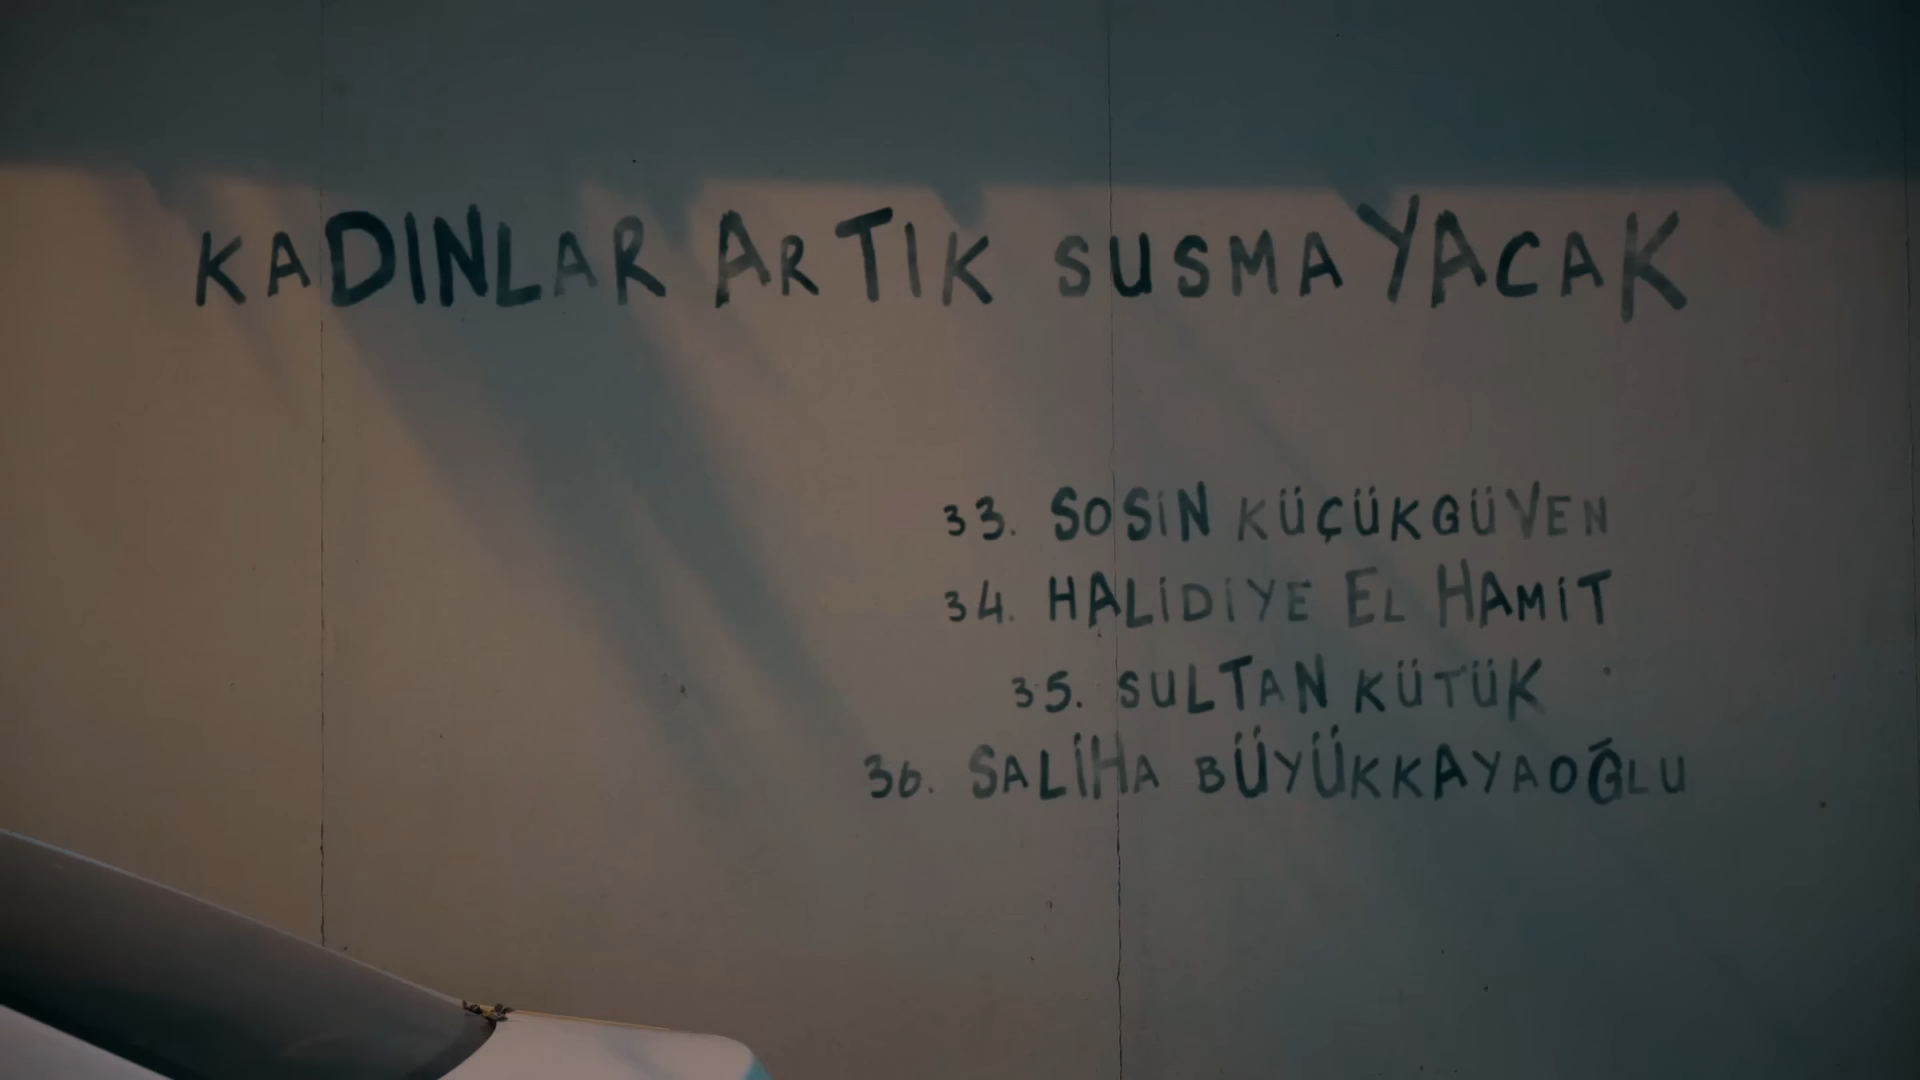 KADINLAR ARTIK SUSMAYACAK
33. SOSİN KÜÇÜKGÜVEN
34. HALİDİYE EL HAMİT
35. SULTAN KÜTÜK
36. SALİHA BÜYÜKKAYAOĞLU